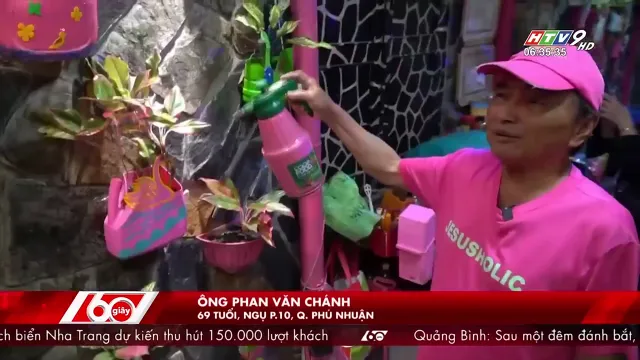 HTV9 HD
06:35:35
JESUSHOLIC
60 giây
ÔNG PHAN VĂN CHÁNH
69 TUỔI, NGỤ P.10, Q. PHÚ NHUẬN
ch biển Nha Trang dự kiến thu hút 150.000 lượt khách 60 Quảng Bình: Sau một đêm đánh bắt,